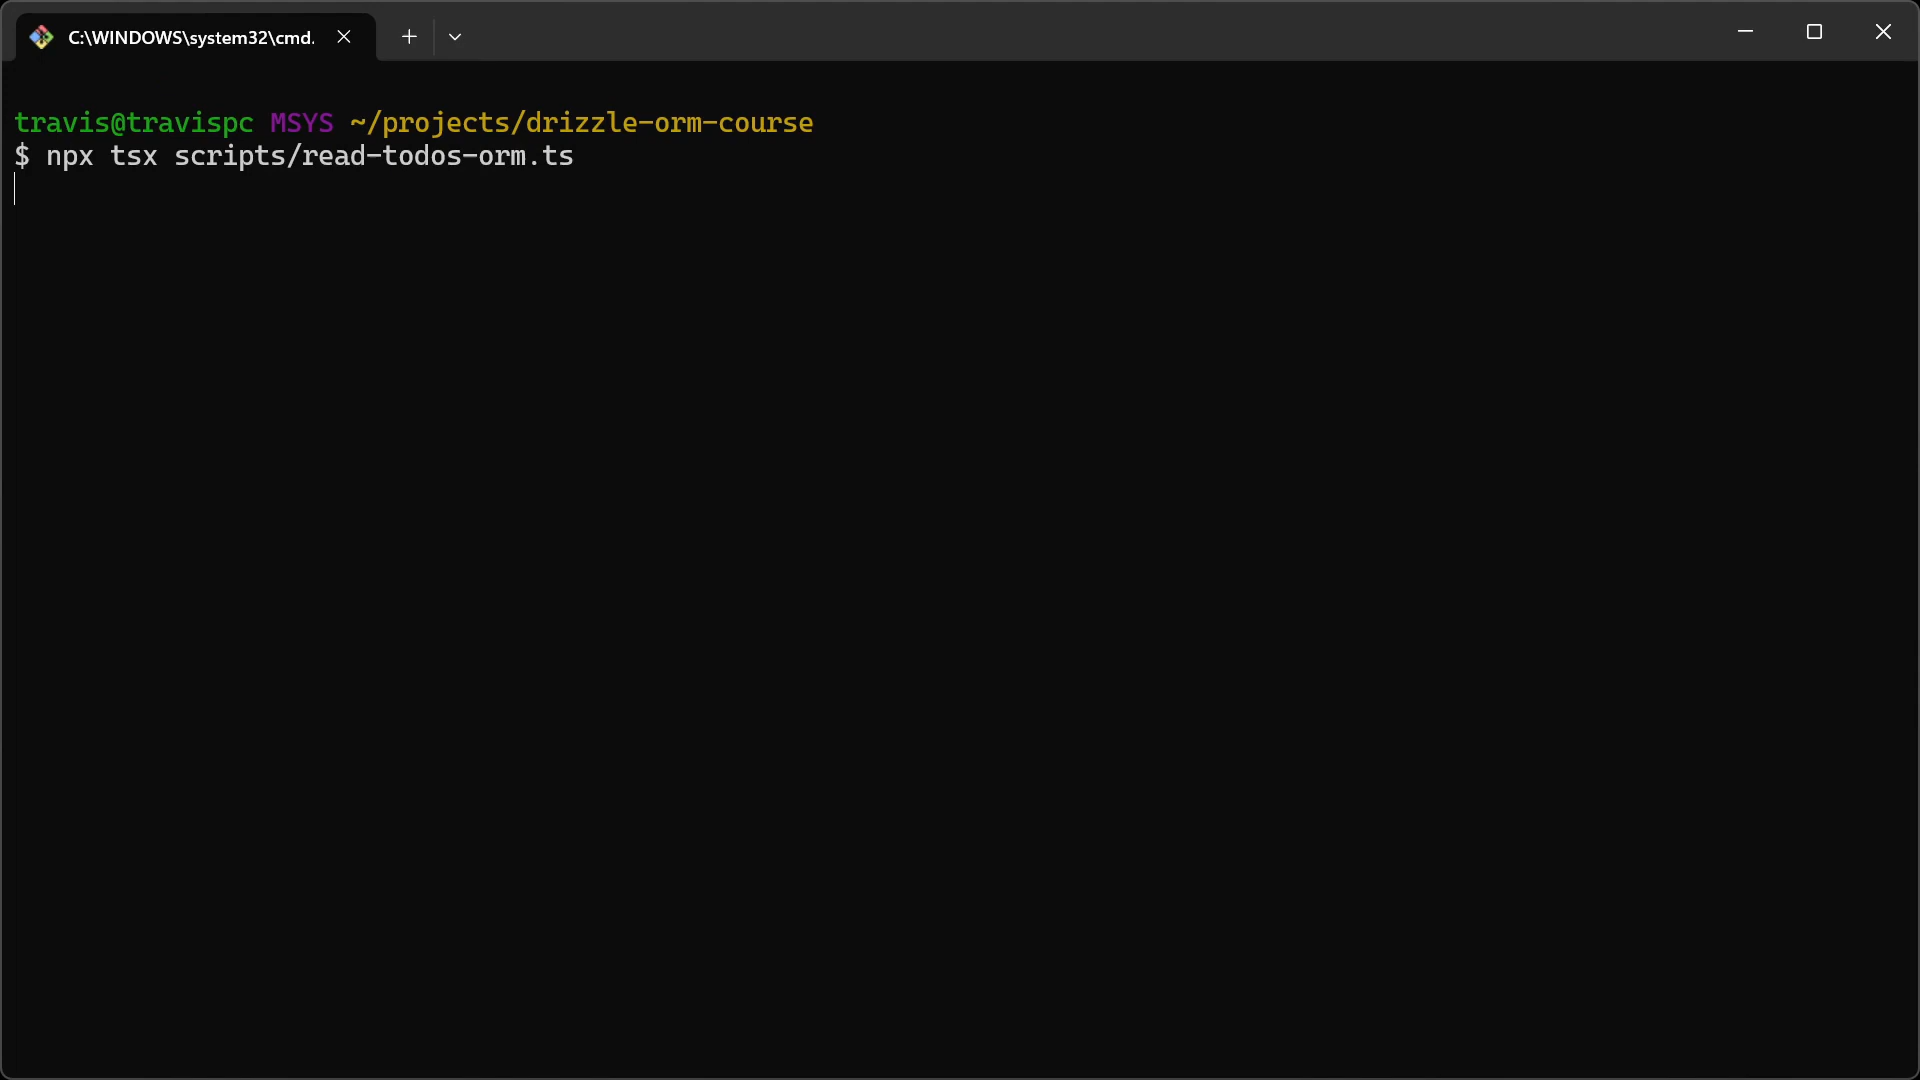 C:\WINDOWS\system32\cmd.
travis@travispc MSYS ~/projects/drizzle-orm-course
$ npx tsx scripts/read-todos-orm.ts